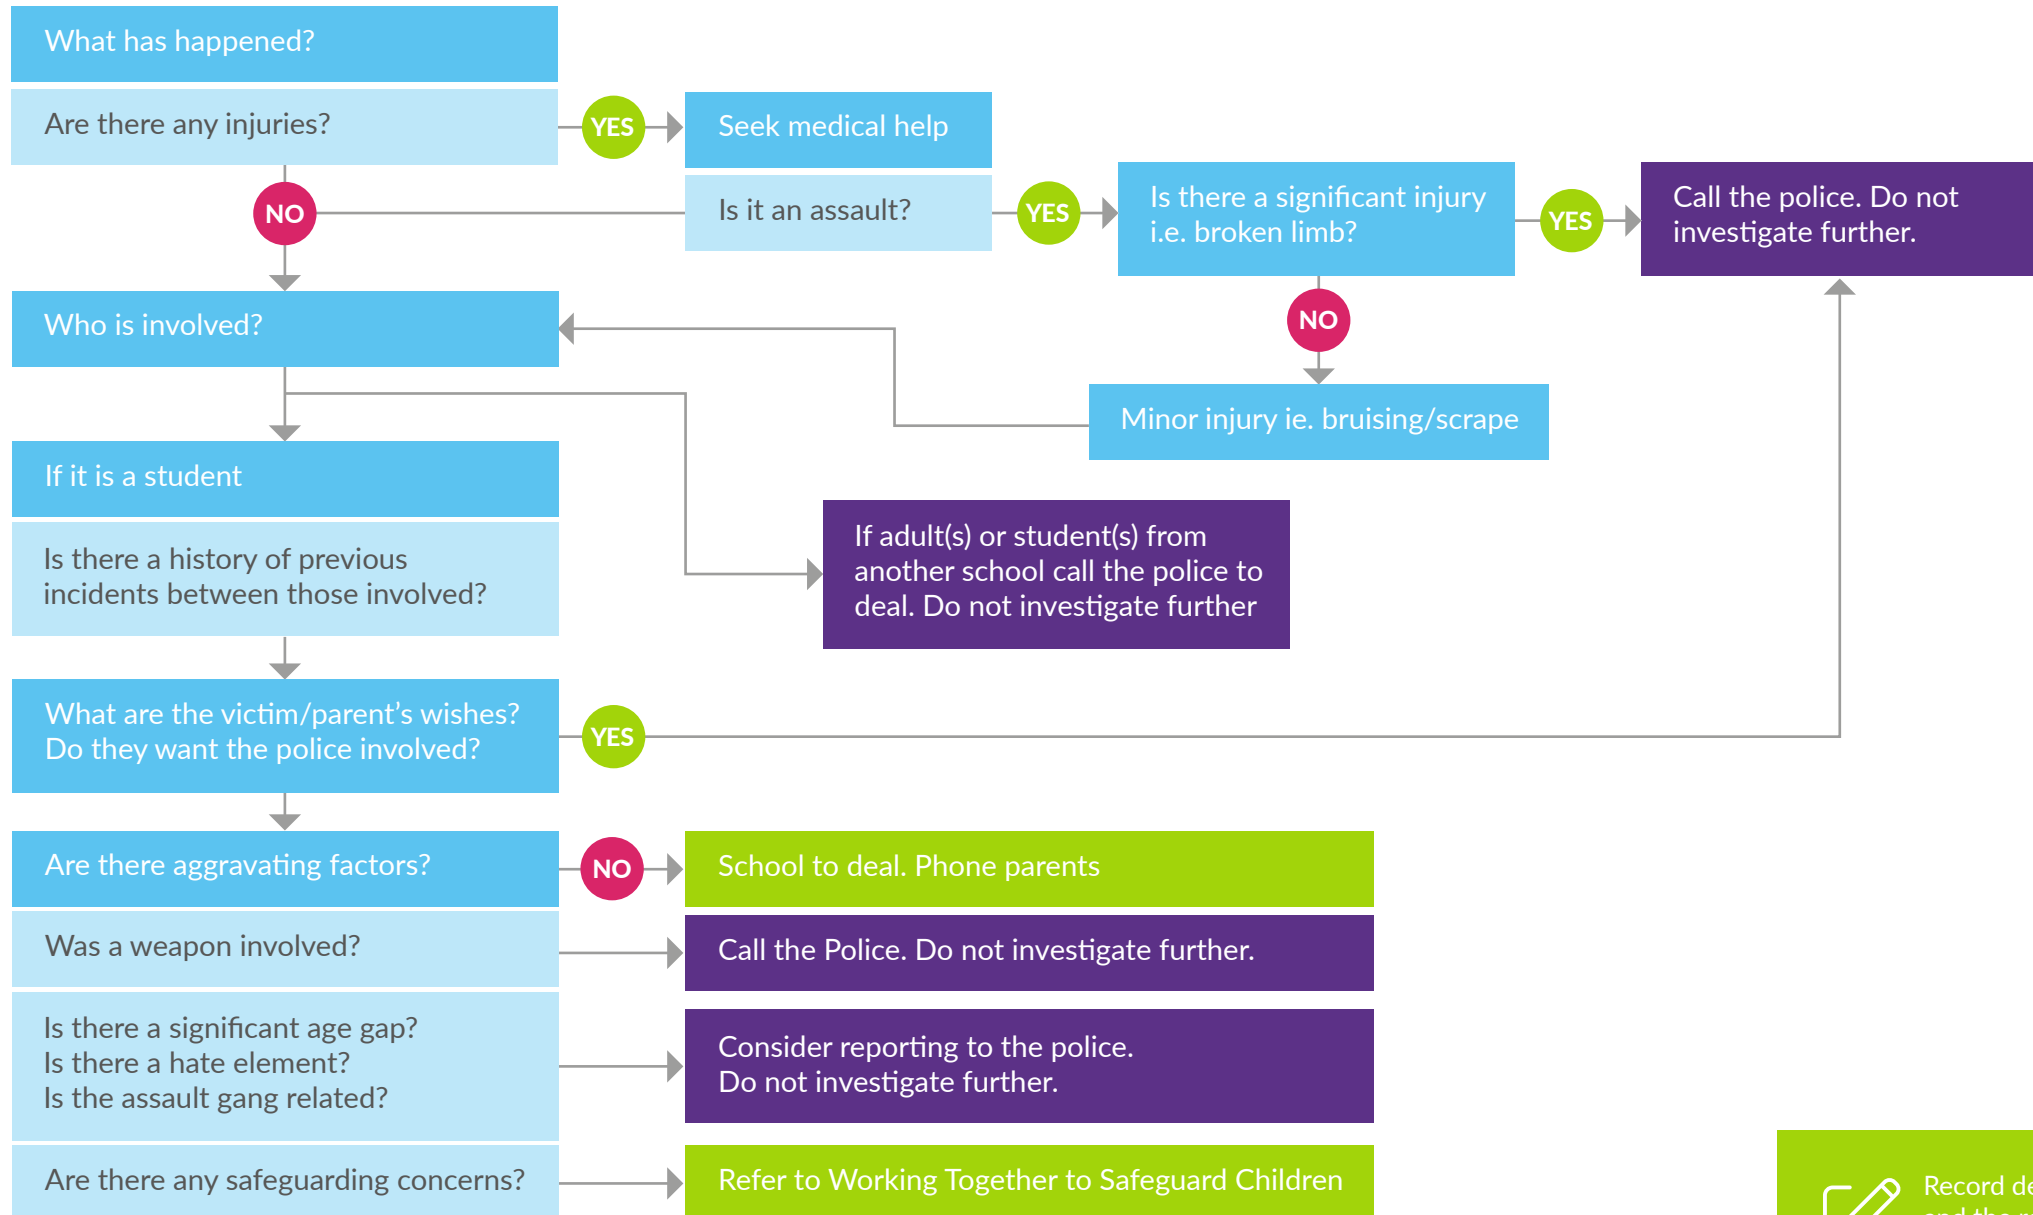 What has happened?
Are there any injuries?
YES
Seek medical help
NO
Is it an assault?
YES
Is there a significant injury
i.e. broken limb?
YES
Call the police. Do not
investigate further.
NO
Who is involved?
Minor injury ie. bruising/scrape
If it is a student
Is there a history of previous
incidents between those involved?
If adult(s) or student(s) from
another school call the police to
deal. Do not investigate further
What are the victim/parent's wishes?
Do they want the police involved?
YES
Are there aggravating factors?
NO
School to deal. Phone parents
Was a weapon involved?
Call the Police. Do not investigate further.
Is there a significant age gap?
Is there a hate element?
Is the assault gang related?
Consider reporting to the police.
Do not investigate further.
Are there any safeguarding concerns?
Refer to Working Together to Safeguard Children
Record